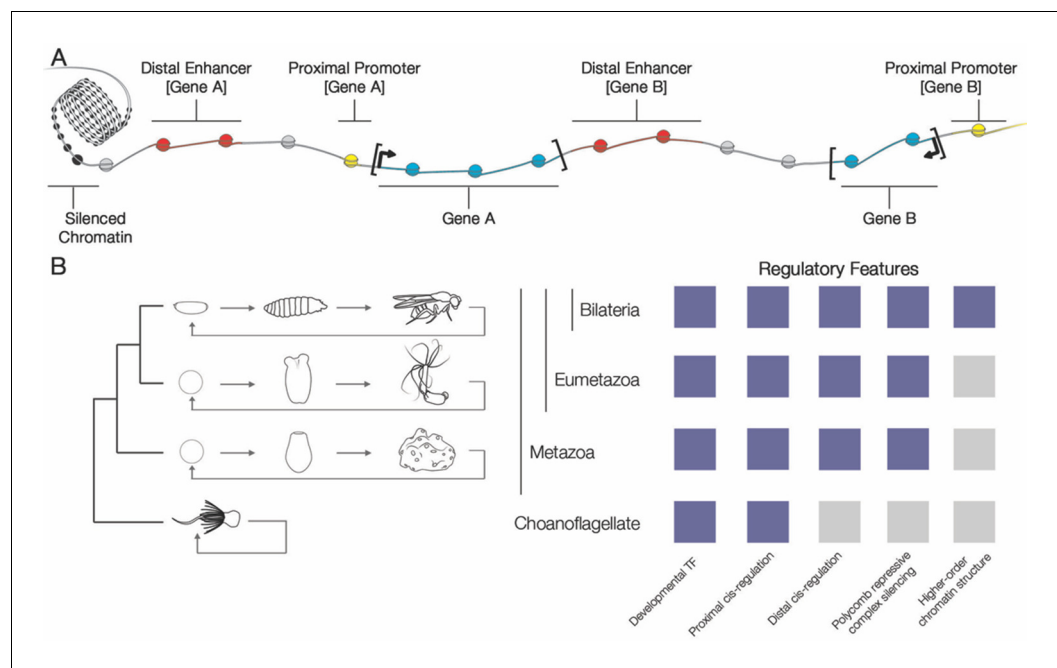 A
Distal Enhancer
[Gene A]
Proximal Promoter
[Gene A]
Distal Enhancer
[Gene B]
Proximal Promoter
[Gene B]
Silenced
Chromatin
Gene A
Gene B
B
Regulatory Features
Bilateria
Eumetazoa
Metazoa
Choanoflagellate
Developmental TF
Proximal cis-regulation
Distal cis-regulation
Polycomb repressive
complex silencing
Higher-order
chromatin structure